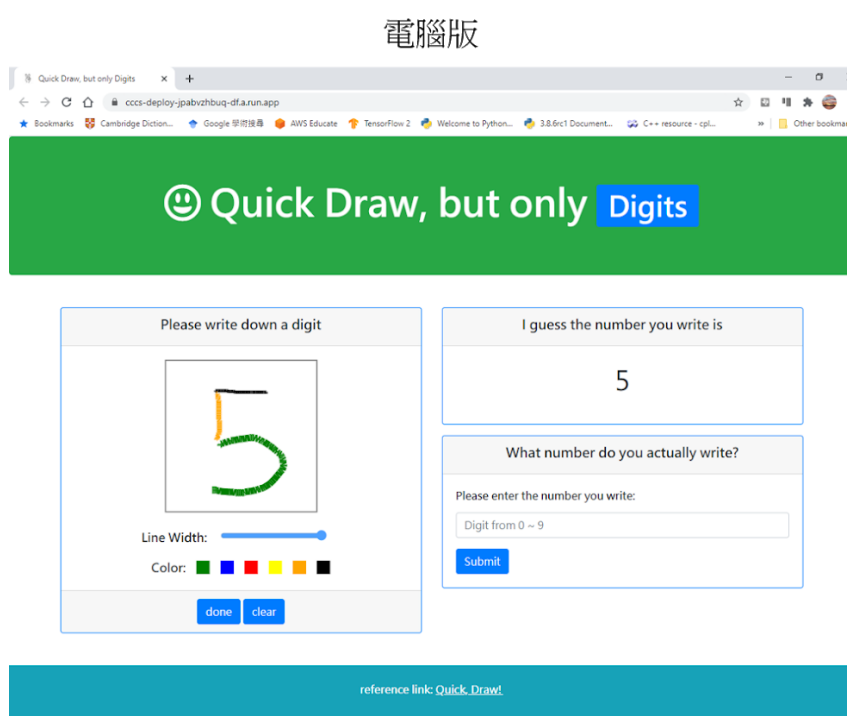 電腦版
Quick Draw, but only Digits
cccs-deploy-jpabvzhbuq-df.a.run.app
Bookmarks Cambridge Diction... Google 學術搜尋 AWS Educate TensorFlow 2 Welcome to Python... 3.8.6rc1 Document... C++ resource - cpl... » Other bookma
Quick Draw, but only Digits
Please write down a digit
5
Line Width:
Color:
done clear
I guess the number you write is
5
What number do you actually write?
Please enter the number you write:
Digit from 0 ~ 9
Submit
reference link: Quick, Draw!